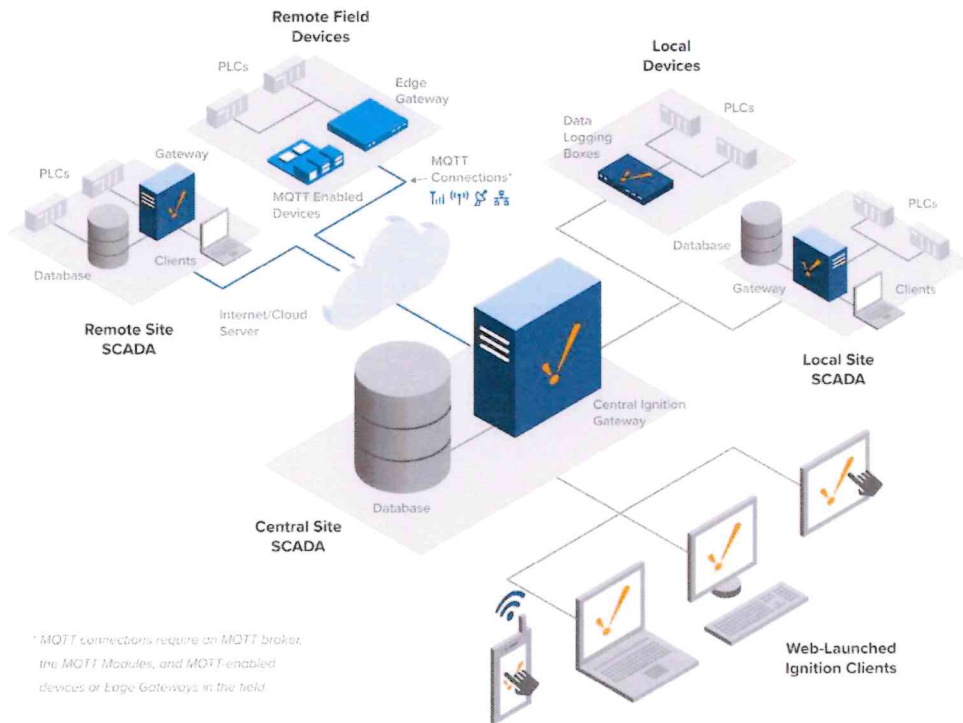 Remote Field
Devices
PLCs
Edge
Gateway
MQTT Enabled
Devices
MQTT
Connections*
Local
Devices
PLCs
Data
Logging
Boxes
Gateway
PLCs
Database
Clients
Remote Site
SCADA
Internet/Cloud
Server
PLCs
Database
Gateway
Clients
Local Site
SCADA
Central Ignition
Gateway
Database
Central Site
SCADA
Web-Launched
Ignition Clients
* MQTT connections require an MQTT broker,
the MQTT Modules, and MQTT-enabled
devices or Edge Gateways in the field